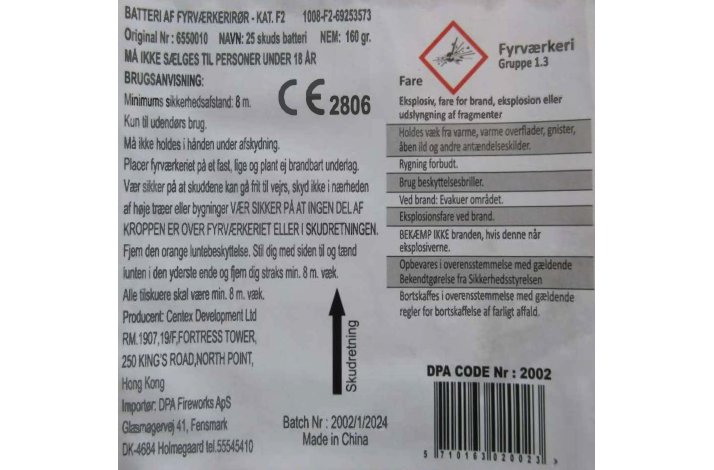 BATTERI AF FYRVÆRKERIRØR - KAT. F2 1008-F2-69253573
Original Nr : 6550010 NAVN: 25 skuds batteri NEM: 160 gr.
MÅ IKKE SÆLGES TIL PERSONER UNDER 18 ÅR
BRUGSANVISNING:
Minimums sikkerhedsafstand: 8 m.
Kun til udendørs brug.
Må ikke holdes i hånden under afskydning.
Placer fyrværkeriet på et fast, lige og plant ej brandbart underlag.
Vær sikker på at skuddene kan gå frit til vejrs, skyd ikke i nærheden
af høje træer eller bygninger VÆR SIKKER PÅ AT INGEN DEL AF
KROPPEN ER OVER FYRVÆRKERIET ELLER I SKUDRETNINGEN.
Fjern den orange luntebeskyttelse. Stil dig med siden til og tænd
lunten i den yderste ende og fjern dig straks min. 8 m. væk.
Alle tilskuere skal være min. 8 m. væk.
Producent: Centex Development Ltd
RM.1907,19/F,FORTRESS TOWER,
250 KING'S ROAD,NORTH POINT,
Hong Kong
Importør: DPA Fireworks ApS
Glasmagervej 41, Fensmark
DK-4684 Holmegaard tel.55545410
CE 2806
Skudretning
Batch Nr : 2002/1/2024
Made in China
Fyrværkeri
Gruppe 1.3
Fare
Eksplosiv, fare for brand, eksplosion eller
udslyngning af fragmenter
Holdes væk fra varme, varme overflader, gnister,
åben ild og andre antændelseskilder.
Rygning forbudt.
Brug beskyttelsesbriller.
Ved brand: Evakuer området.
Eksplosionsfare ved brand.
BEKÆMP IKKE branden, hvis denne når
eksplosiverne.
Opbevares i overensstemmelse med gældende
Bekendtgørelse fra Sikkerhedsstyrelsen
Bortskaffes i overensstemmelse med gældende
regler for bortskaffelse af farligt affald.
DPA CODE Nr : 2002
5 710163 020023 >